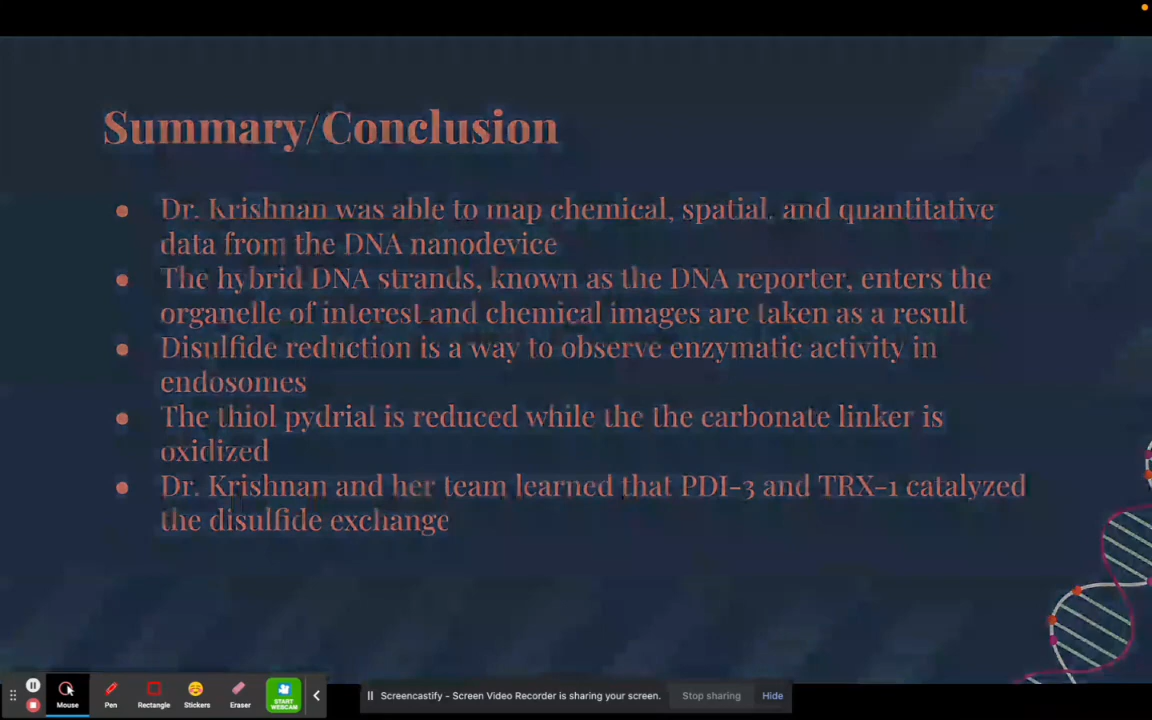 Summary/Conclusion
Dr. Krishnan was able to map chemical, spatial, and quantitative
data from the DNA nanodevice
The hybrid DNA strands, known as the DNA reporter, enters the
organelle of interest and chemical images are taken as a result
Disulfide reduction is a way to observe enzymatic activity in
endosomes
The thiol pydrial is reduced while the the carbonate linker is
oxidized
Dr. Krishnan and her team learned that PDI-3 and TRX-1 catalyzed
the disulfide exchange
Mouse
Pen
Rectangle
Stickers
Eraser
START
WEBCAM
Screencastify - Screen Video Recorder is sharing your screen.
Stop sharing
Hide